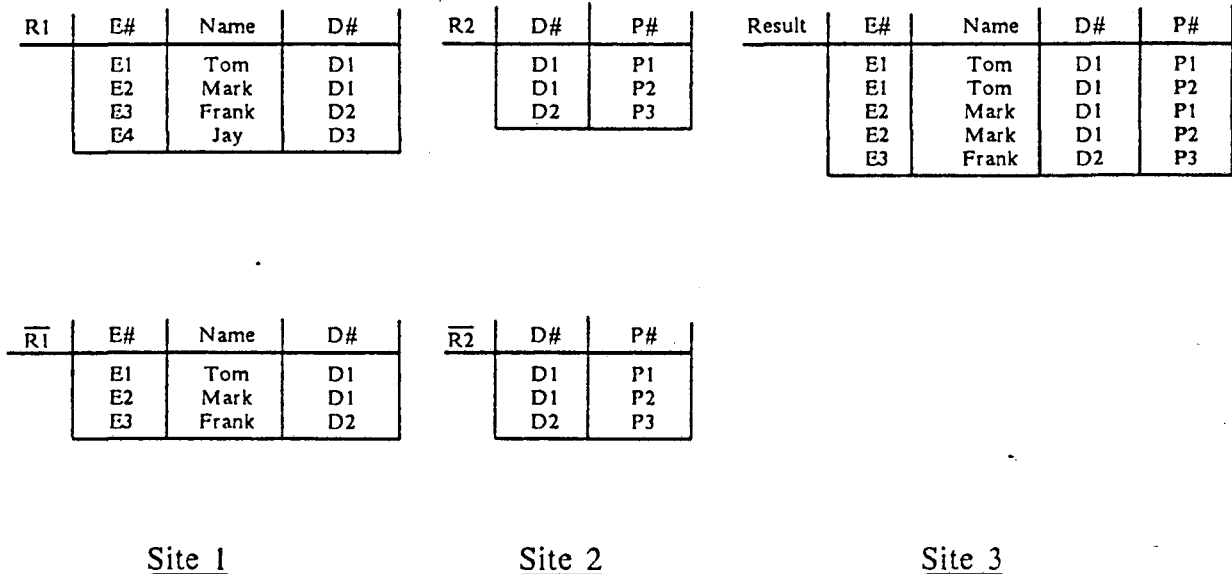 R1 E# Name D#
E1 Tom D1
E2 Mark D1
E3 Frank D2
E4 Jay D3
R2 D# P#
D1 P1
D1 P2
D2 P3
Result E# Name D# P#
E1 Tom D1 P1
E1 Tom D1 P2
E2 Mark D1 P1
E2 Mark D1 P2
E3 Frank D2 P3
R1 E# Name D#
E1 Tom D1
E2 Mark D1
E3 Frank D2
R2 D# P#
D1 P1
D1 P2
D2 P3
Site 1
Site 2
Site 3